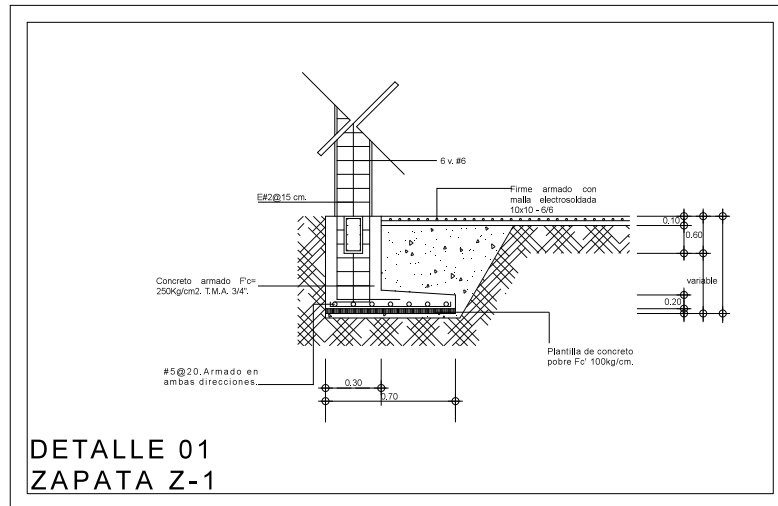 6 v. #6
E#2@15 cm.
Firme armado con
malla electrosoldada
10x10 - 6/6
0.10
0.60
Concreto armado F'c=
250Kg/cm2. T.M.A. 3/4".
variable
0.20
Plantilla de concreto
pobre Fc' 100kg/cm.
#5@20.Armado en
ambas direcciones.
0.30
0.70
DETALLE 01
ZAPATA Z-1